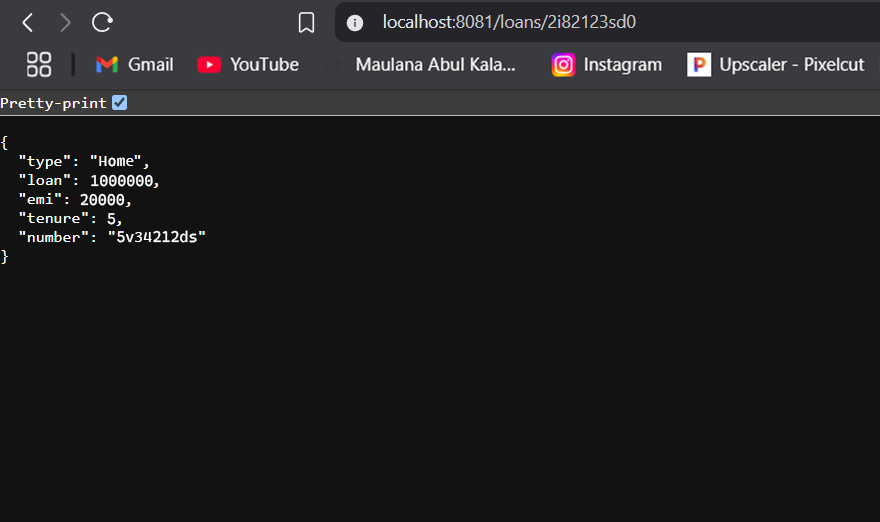 localhost:8081/loans/2i82123sd0
Gmail YouTube Maulana Abul Kala... Instagram Upscaler - Pixelcut
Pretty-print
{
"type": "Home",
"loan": 1000000,
"emi": 20000,
"tenure": 5,
"number": "5v34212ds"
}